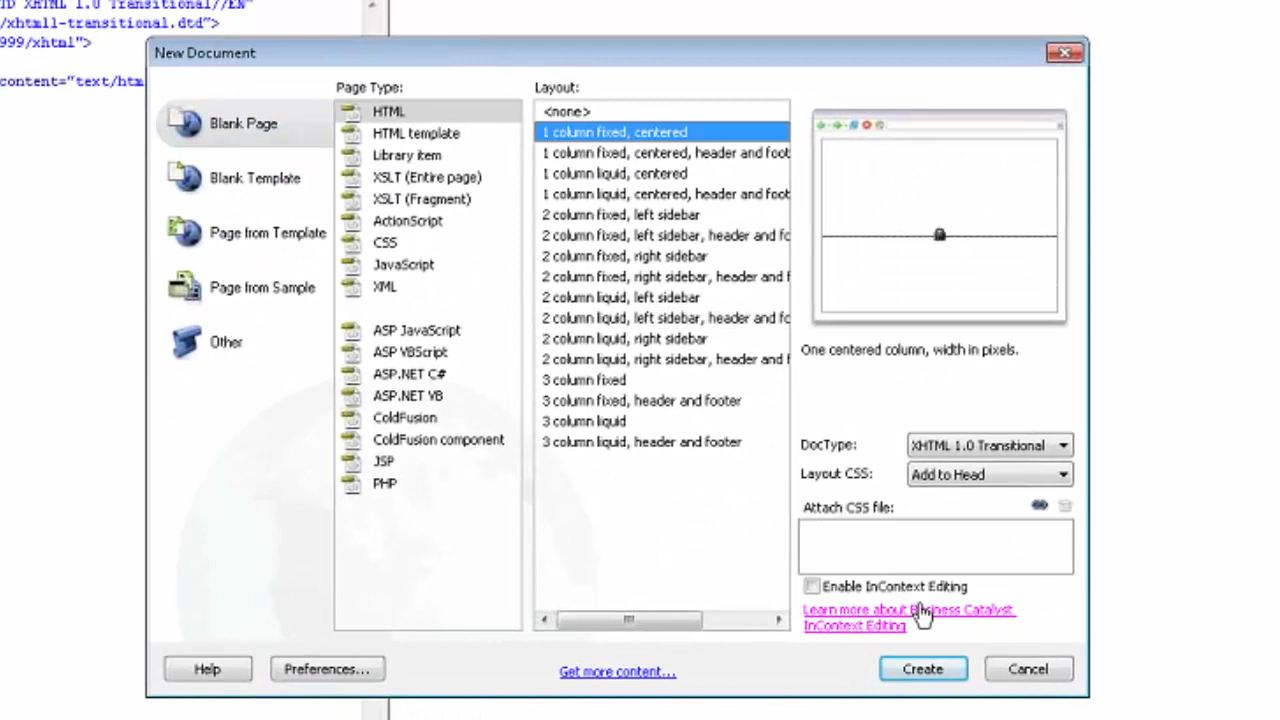 TD XHTML 1.0 Transitional//EN"
/xhtml1-transitional.dtd">
999/xhtml">
content="text/htm
New Document
Blank Page
Blank Template
Page from Template
Page from Sample
Other
Page Type:
HTML
HTML template
Library item
XSLT (Entire page)
XSLT (Fragment)
ActionScript
CSS
JavaScript
XML
ASP JavaScript
ASP VBScript
ASP.NET C#
ASP.NET VB
ColdFusion
ColdFusion component
JSP
PHP
Layout:
<none>
1 column fixed, centered
1 column fixed, centered, header and foot
1 column liquid, centered
1 column liquid, centered, header and foot
2 column fixed, left sidebar
2 column fixed, left sidebar, header and fo
2 column fixed, right sidebar
2 column fixed, right sidebar, header and f
2 column liquid, left sidebar
2 column liquid, left sidebar, header and fo
2 column liquid, right sidebar
2 column liquid, right sidebar, header and f
3 column fixed
3 column fixed, header and footer
3 column liquid
3 column liquid, header and footer
One centered column, width in pixels.
DocType: XHTML 1.0 Transitional
Layout CSS: Add to Head
Attach CSS file:
Enable InContext Editing
Learn more about Business Catalyst
InContext Editing
Help
Preferences...
Get more content...
Create
Cancel